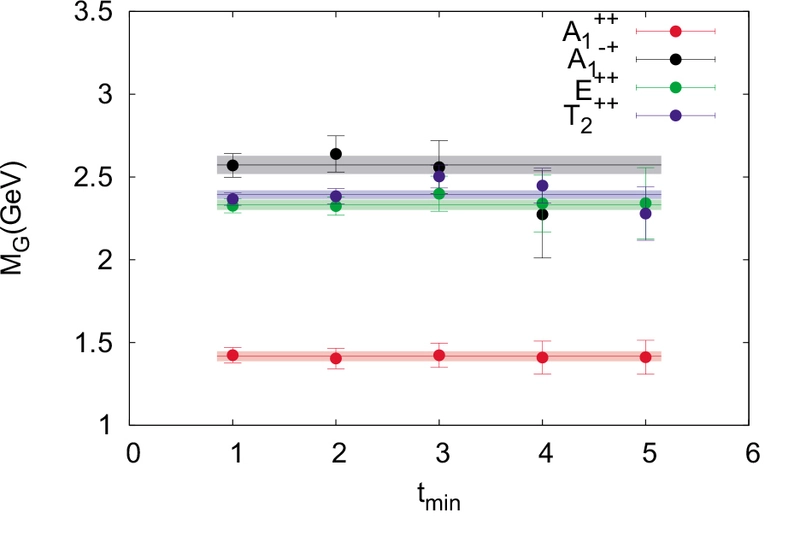 3.5
3
2.5
2
1.5
1
M_G(GeV)
0 1 2 3 4 5 6
t_min
A_1^++
A_1^-+
E^++
T_2^++